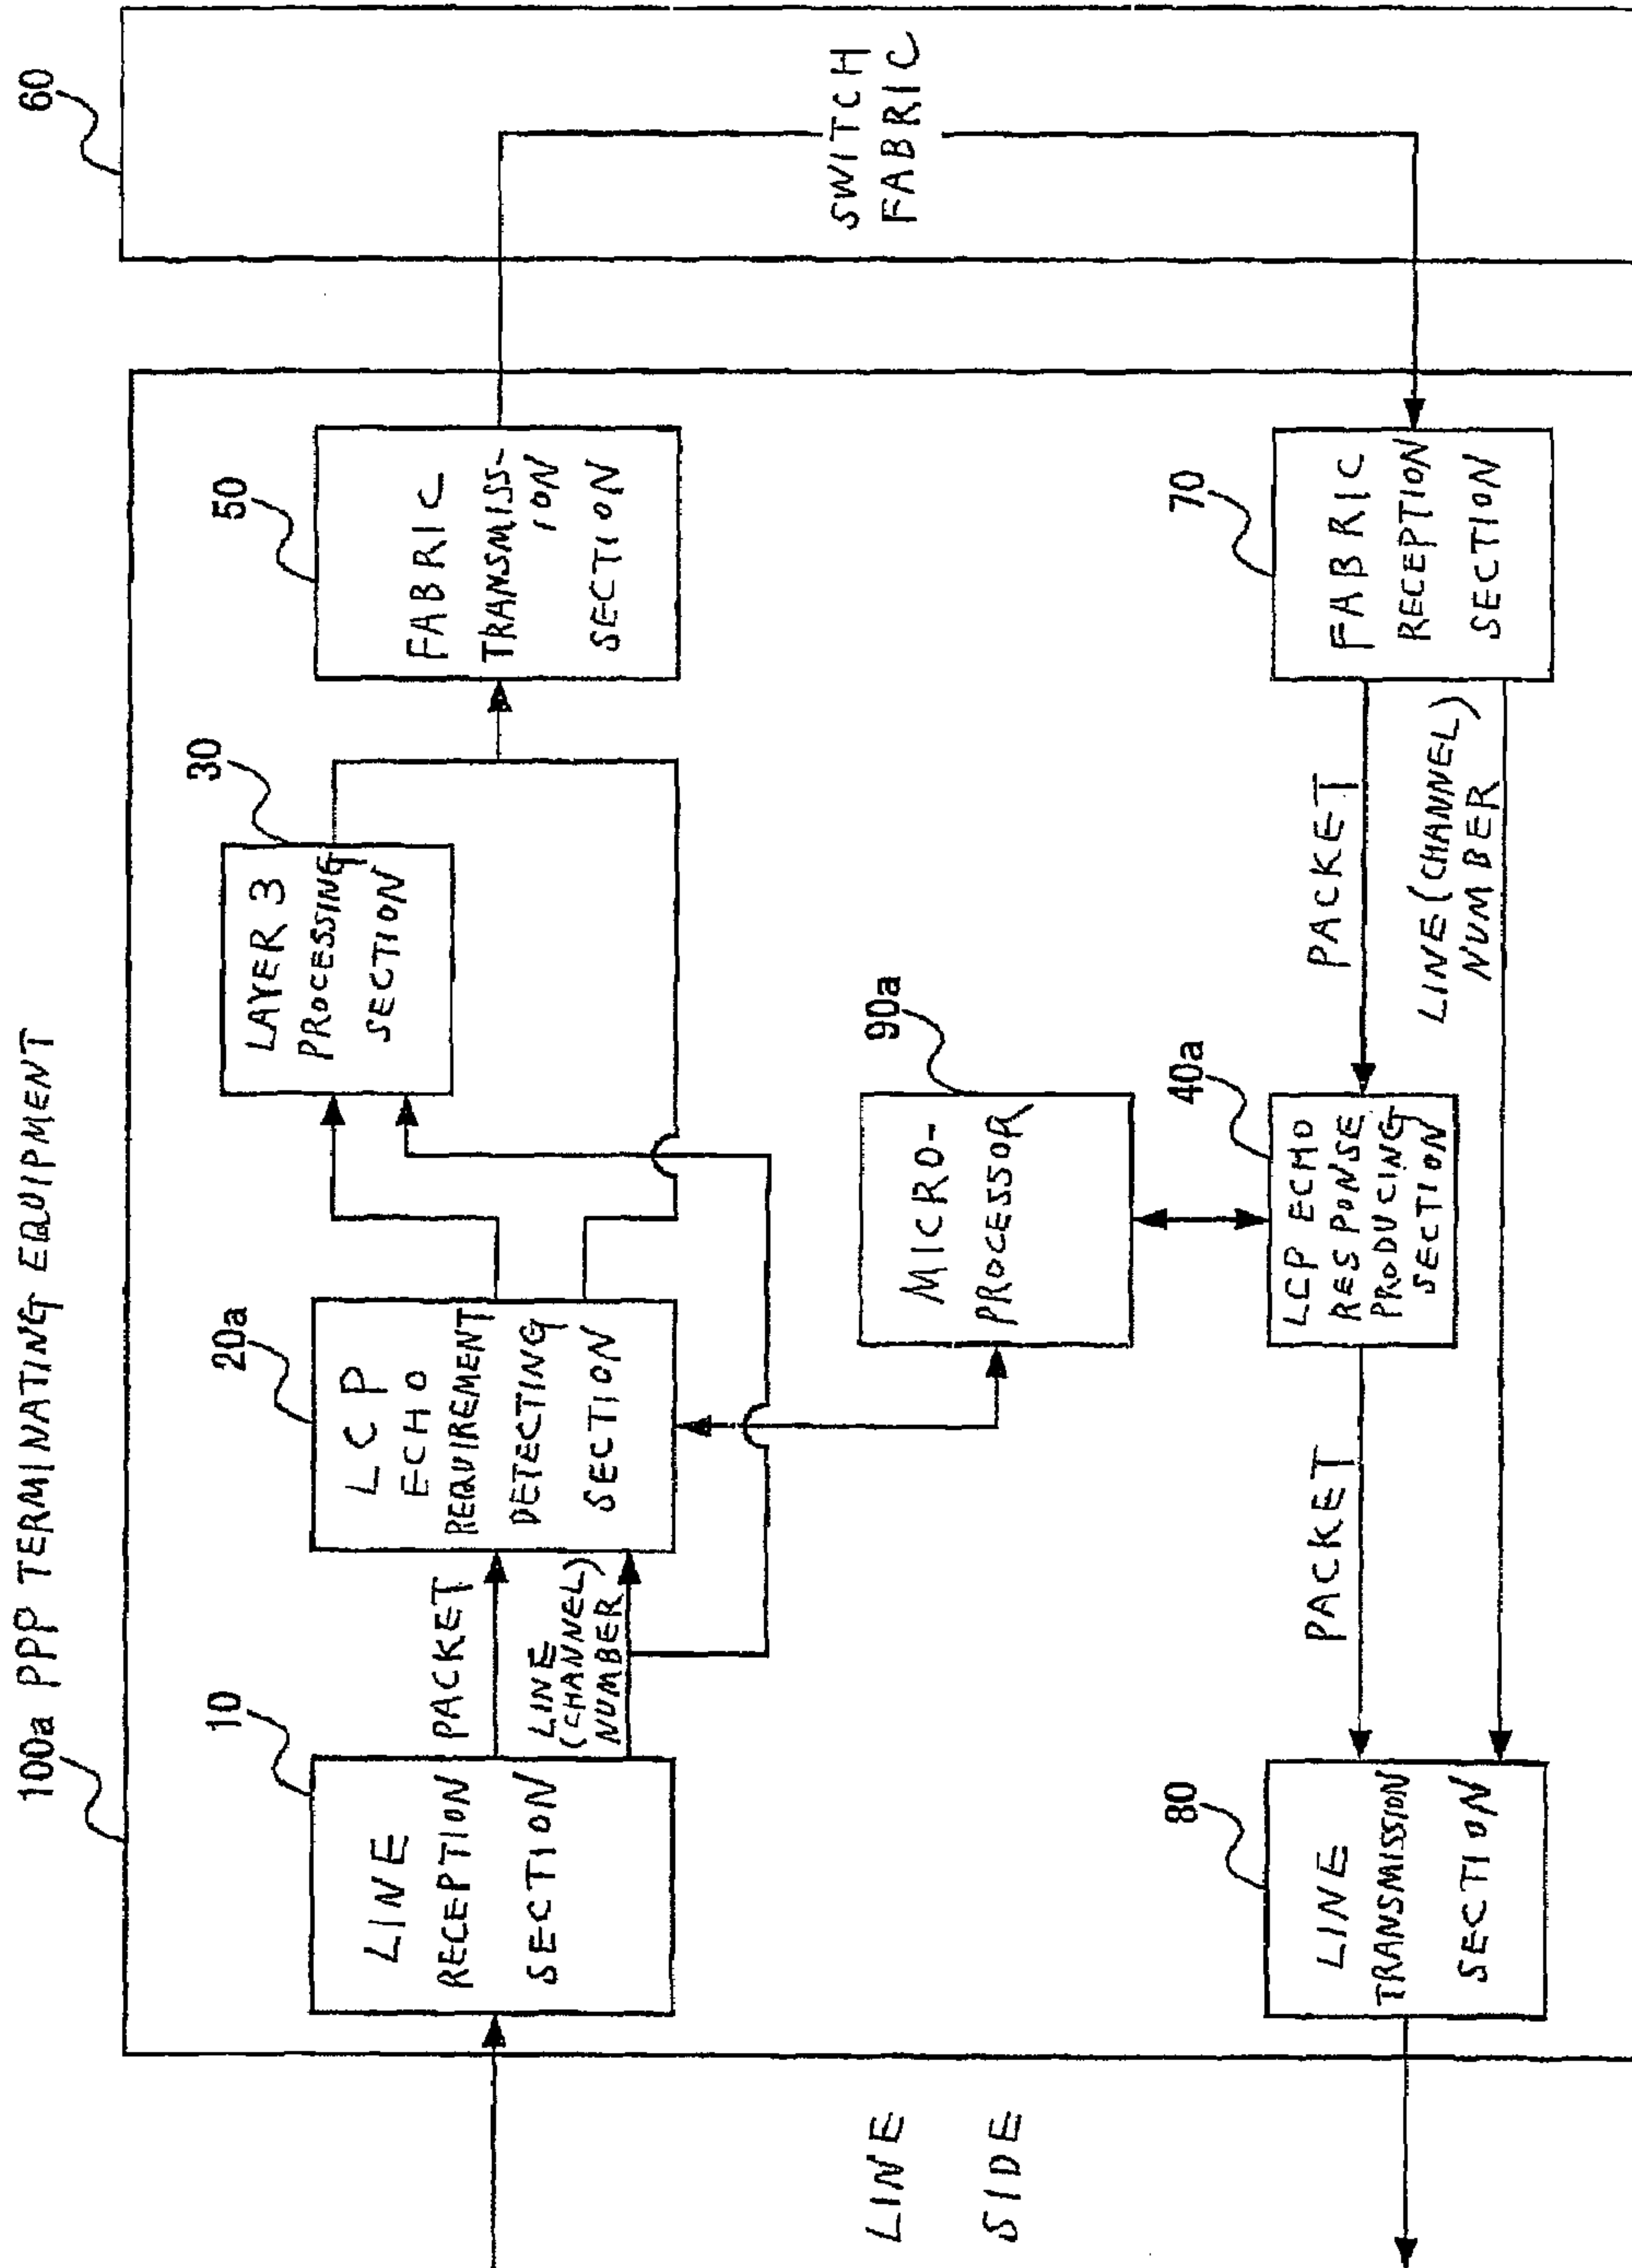 100a PPP TERMINATING EQUIPMENT
60
10
LINE
RECEPTION
SECTION
PACKET
LINE
(CHANNEL)
NUMBER
20a
LCP
ECHO
REQUIREMENT
DETECTING
SECTION
30
LAYER 3
PROCESSING
SECTION
50
FABRIC
TRANSMISS-
ION
SECTION
SWITCH
FABRIC
90a
MICRO-
PROCESSOR
LINE
SIDE
80
LINE
TRANSMISSION
SECTION
PACKET
40a
LCP ECHO
RESPONSE
PRODUCING
SECTION
PACKET
LINE(CHANNEL)
NUMBER
70
FABRIC
RECEPTION
SECTION